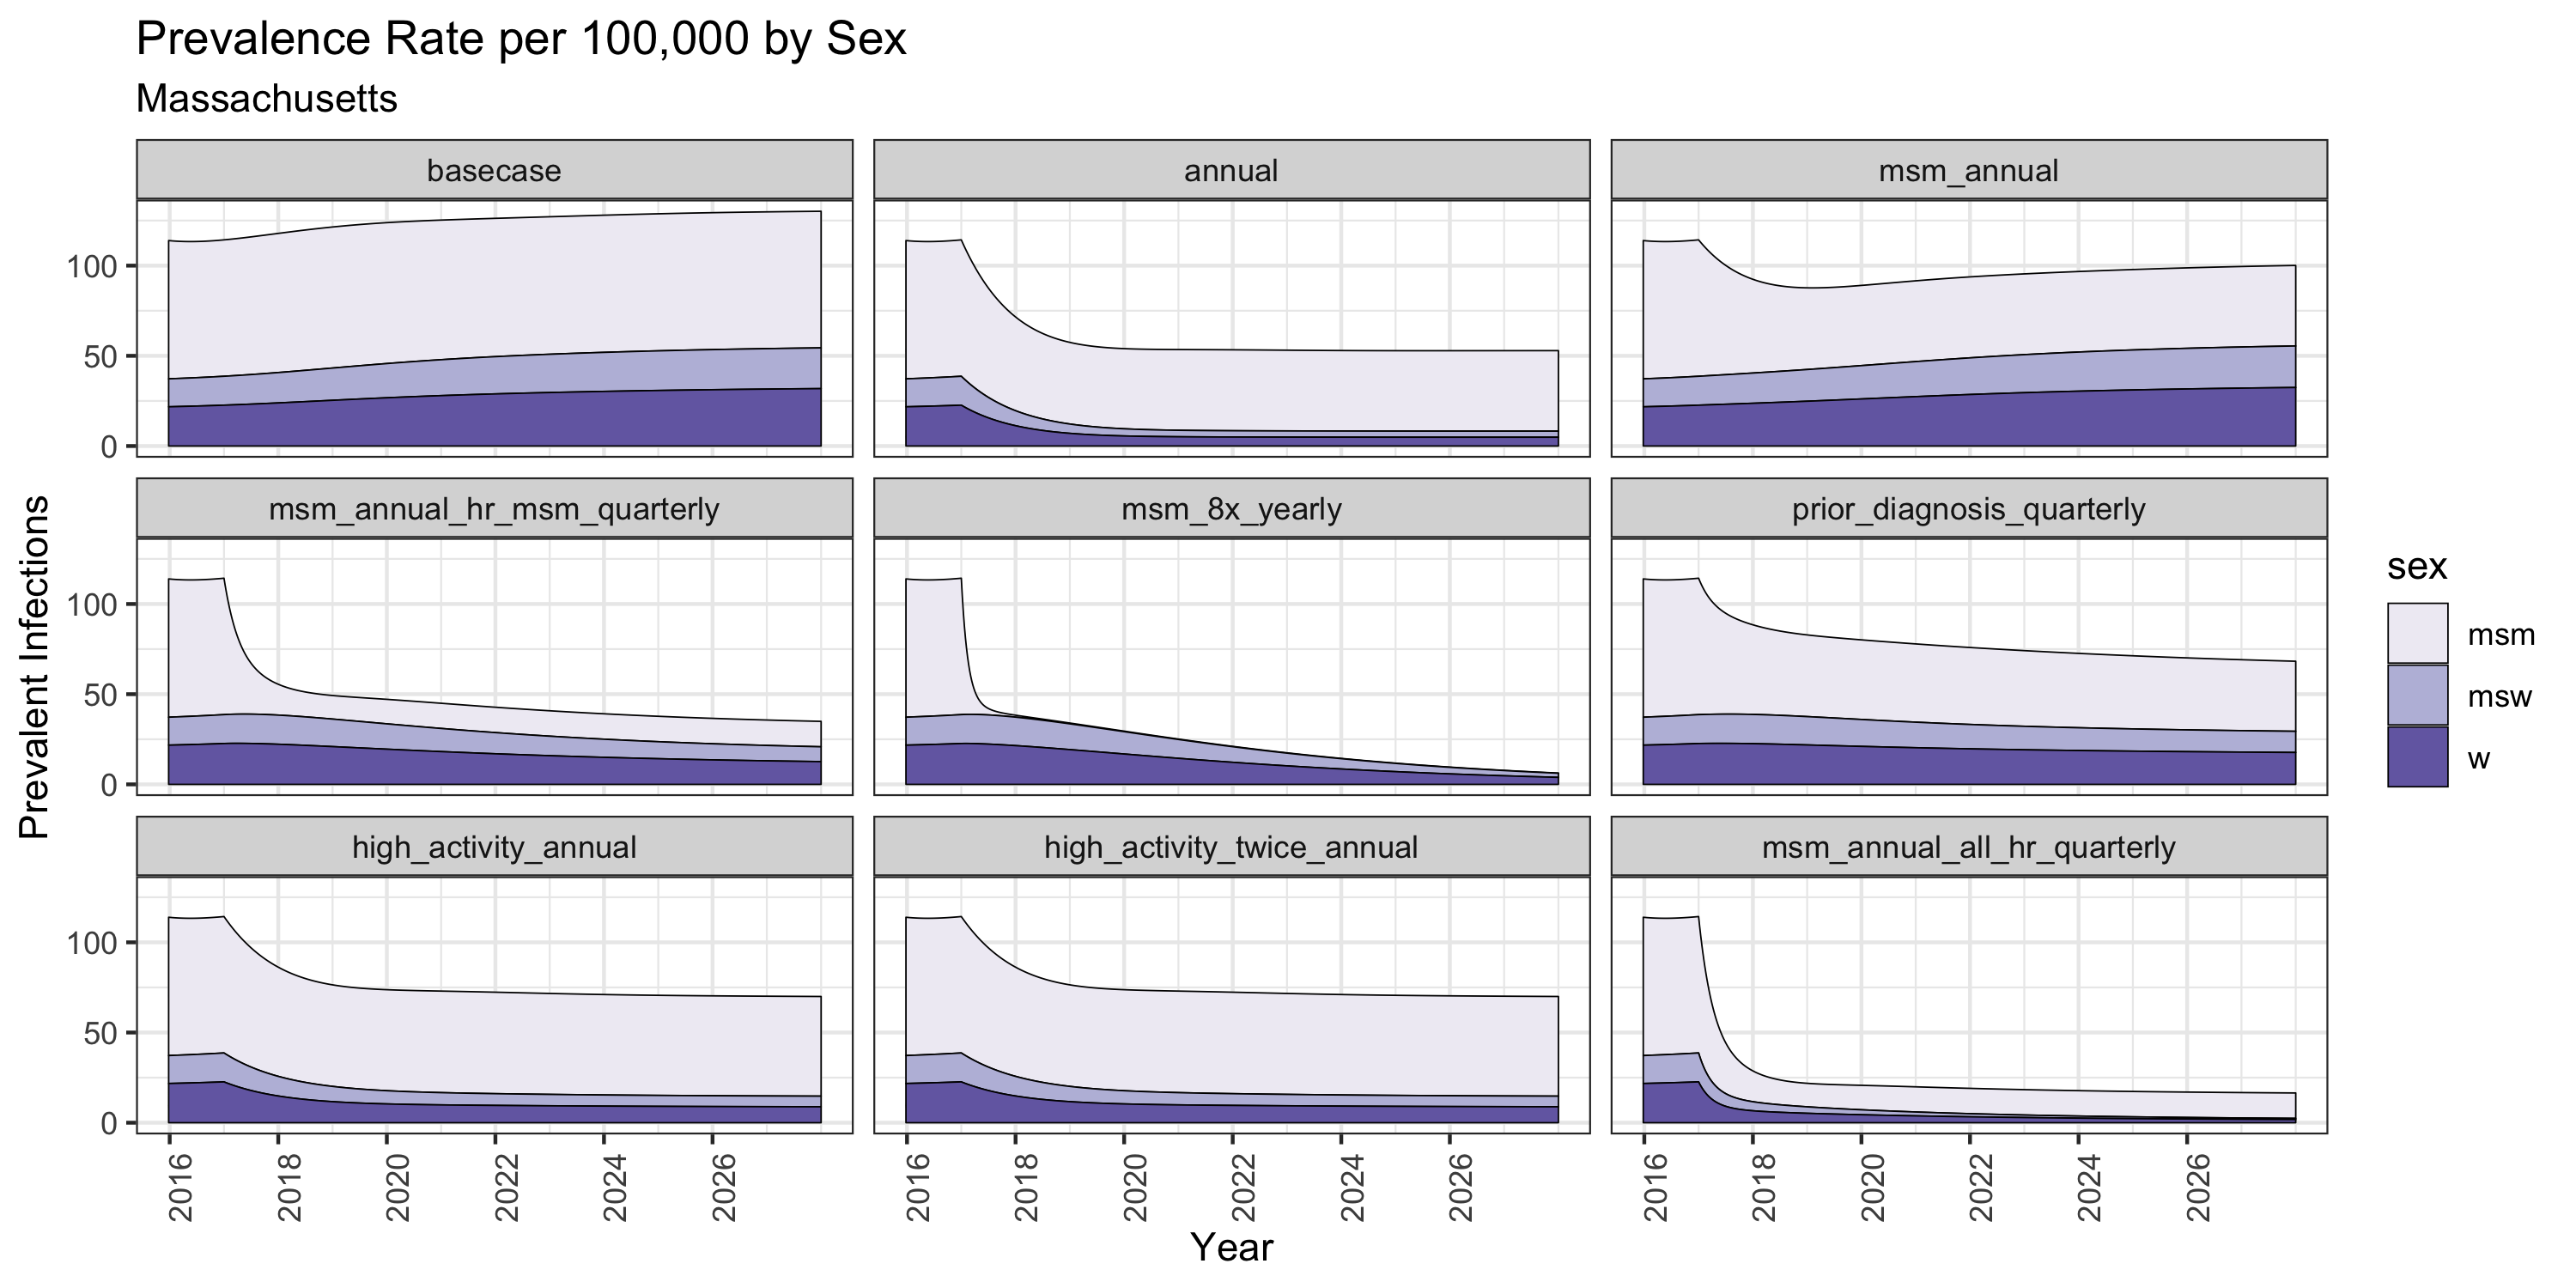 Prevalence Rate per 100,000 by Sex
Massachusetts
basecase
annual
msm_annual
100
50
0
msm_annual_hr_msm_quarterly
msm_8x_yearly
prior_diagnosis_quarterly
100
50
0
Prevalent Infections
high_activity_annual
high_activity_twice_annual
msm_annual_all_hr_quarterly
100
50
0
2016 2018 2020 2022 2024 2026
2016 2018 2020 2022 2024 2026
2016 2018 2020 2022 2024 2026
Year
sex
msm
msw
w